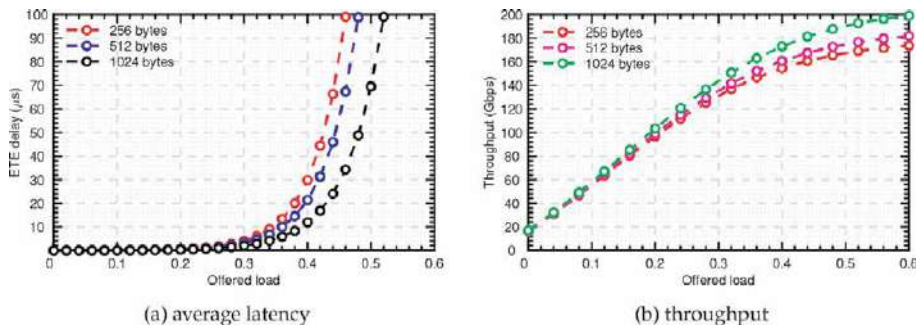 100
90
80
70
60
50
40
30
20
10
ETE delay (μs)
256 bytes
512 bytes
1024 bytes
0 0.1 0.2 0.3 0.4 0.5 0.6
Offered load
(a) average latency
200
180
160
140
120
100
80
60
40
20
0
Throughput (Gbps)
256 bytes
512 bytes
1024 bytes
0 0.1 0.2 0.3 0.4 0.5 0.6
Offered load
(b) throughput